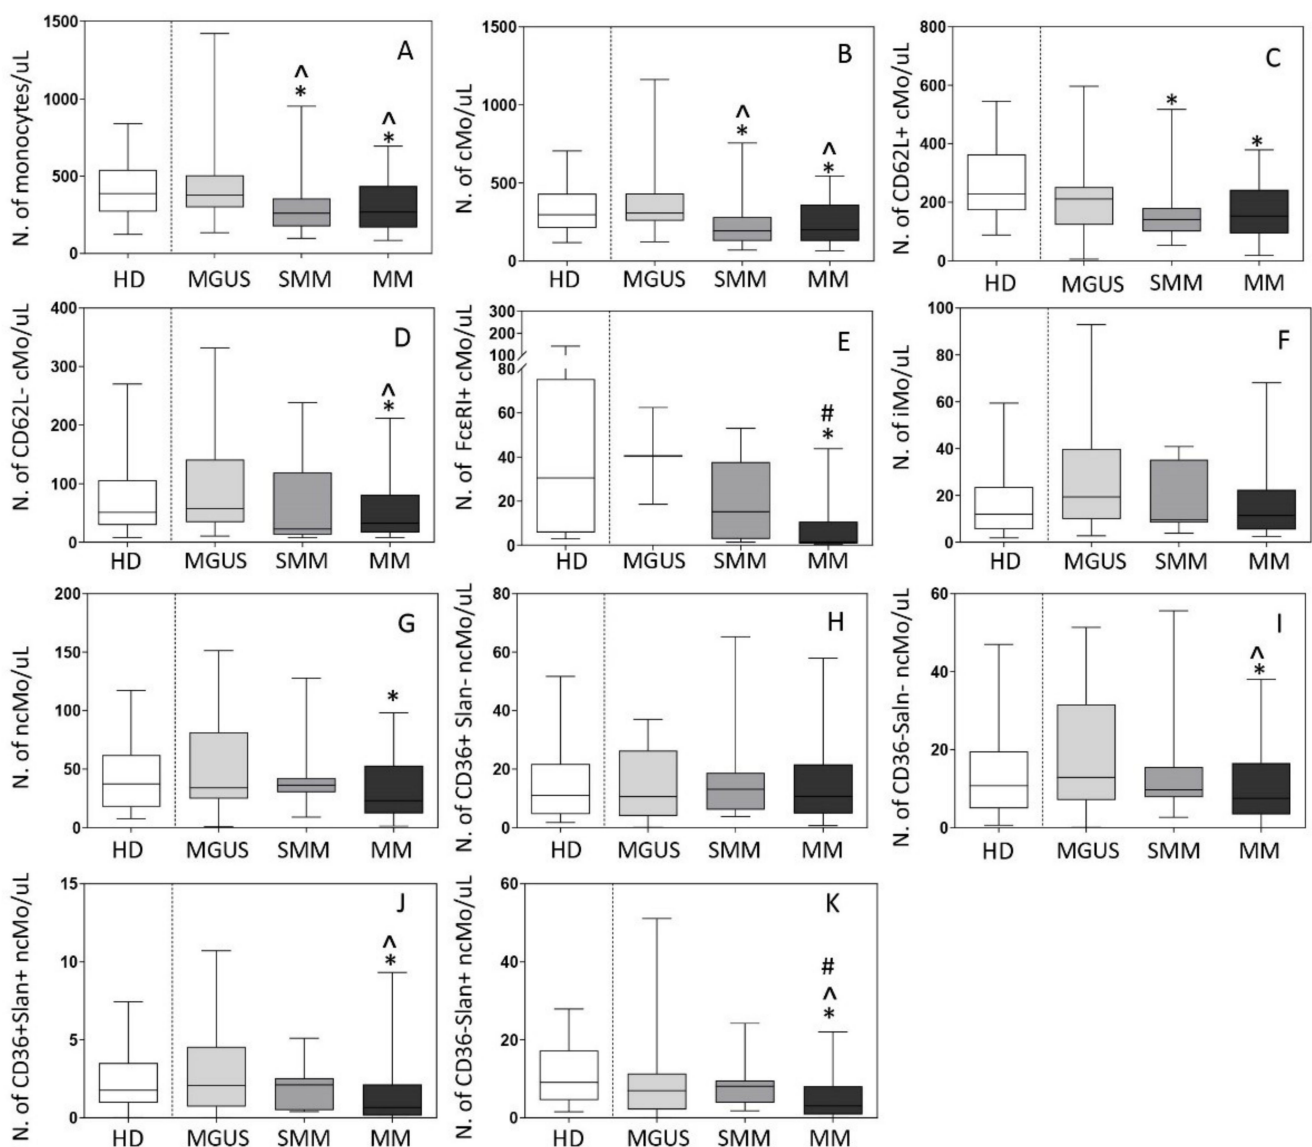 A
N. of monocytes/uL
1500
1000
500
0
^
*
^
*
HD MGUS SMM MM
B
N. of cMo/uL
1500
1000
500
0
^
*
^
*
HD MGUS SMM MM
C
N. of CD62L+ cMo/uL
800
600
400
200
0
*
*
HD MGUS SMM MM
D
N. of CD62L- cMo/uL
400
300
200
100
0
^
*
HD MGUS SMM MM
E
N. of FcεRI+ cMo/uL
300
200
100
80
60
40
20
0
#
*
HD MGUS SMM MM
F
N. of iMo/uL
100
80
60
40
20
0
HD MGUS SMM MM
G
N. of ncMo/uL
200
150
100
50
0
*
HD MGUS SMM MM
H
N. of CD36+ Slan- ncMo/uL
80
60
40
20
0
HD MGUS SMM MM
I
N. of CD36-Saln- ncMo/uL
60
40
20
0
^
*
HD MGUS SMM MM
J
N. of CD36+Slan+ ncMo/uL
15
10
5
0
^
*
HD MGUS SMM MM
K
N. of CD36-Slan+ ncMo/uL
60
40
20
0
#
^
*
HD MGUS SMM MM